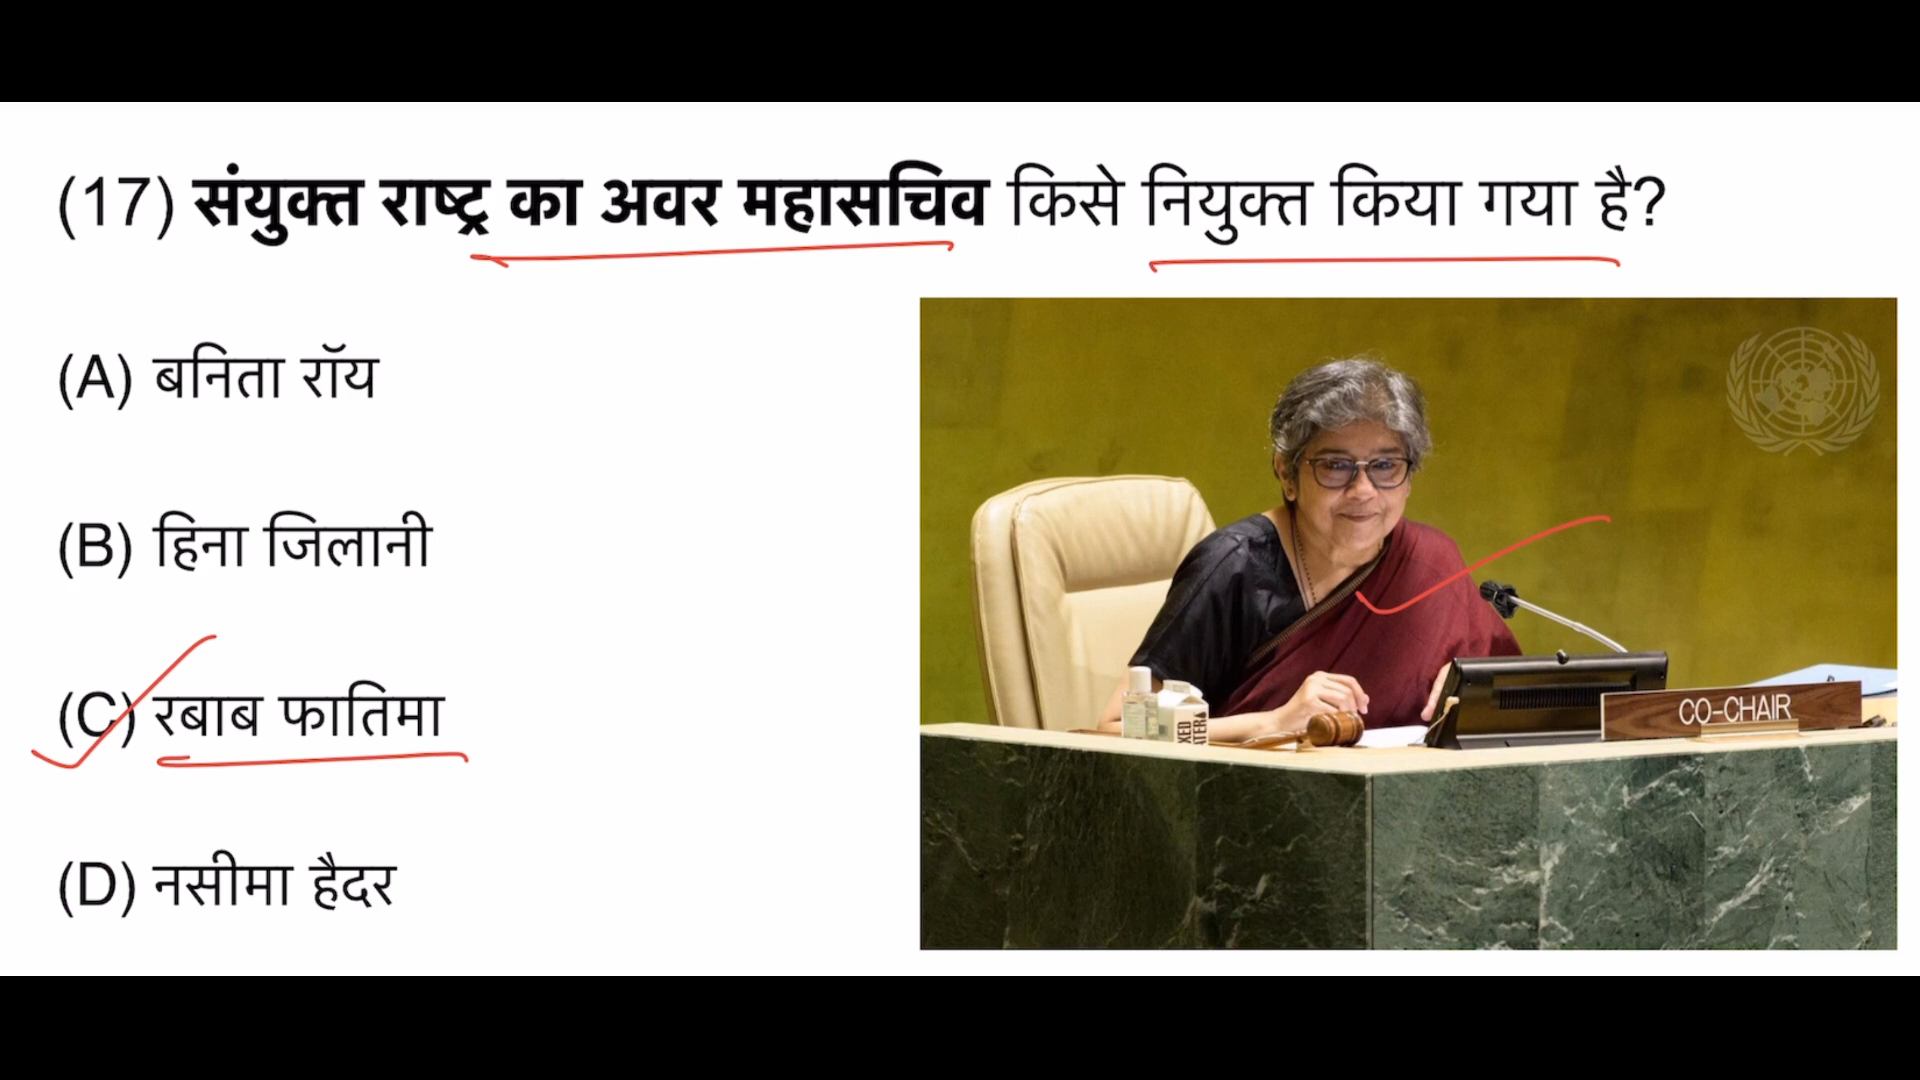 (17) संयुक्त राष्ट्र का अवर महासचिव किसे नियुक्त किया गया है?
(A) बनिता रॉय
(B) हिना जिलानी
(C) रबाब फातिमा
(D) नसीमा हैदर
CO-CHAIR